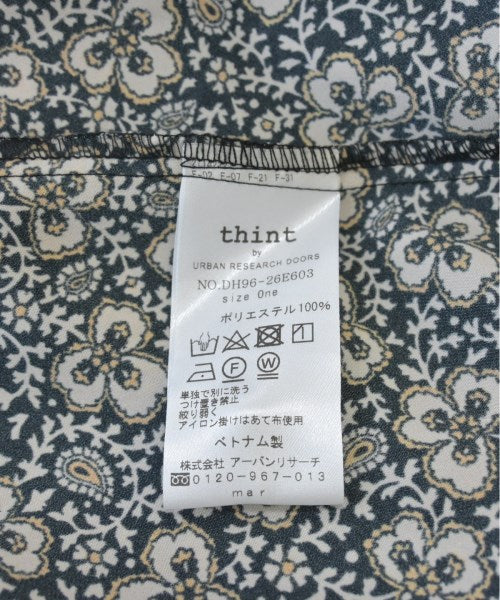 F-02 F-07 F-21 F-31
thint
by
URBAN RESEARCH DOORS
NO.DH96-26E603
size One
ポリエステル100%
F W
単独で別に洗う
つけ置き禁止
絞り弱く
アイロン掛けはあて布使用
ベトナム製
株式会社 アーバンリサーチ
0120-967-013
mar